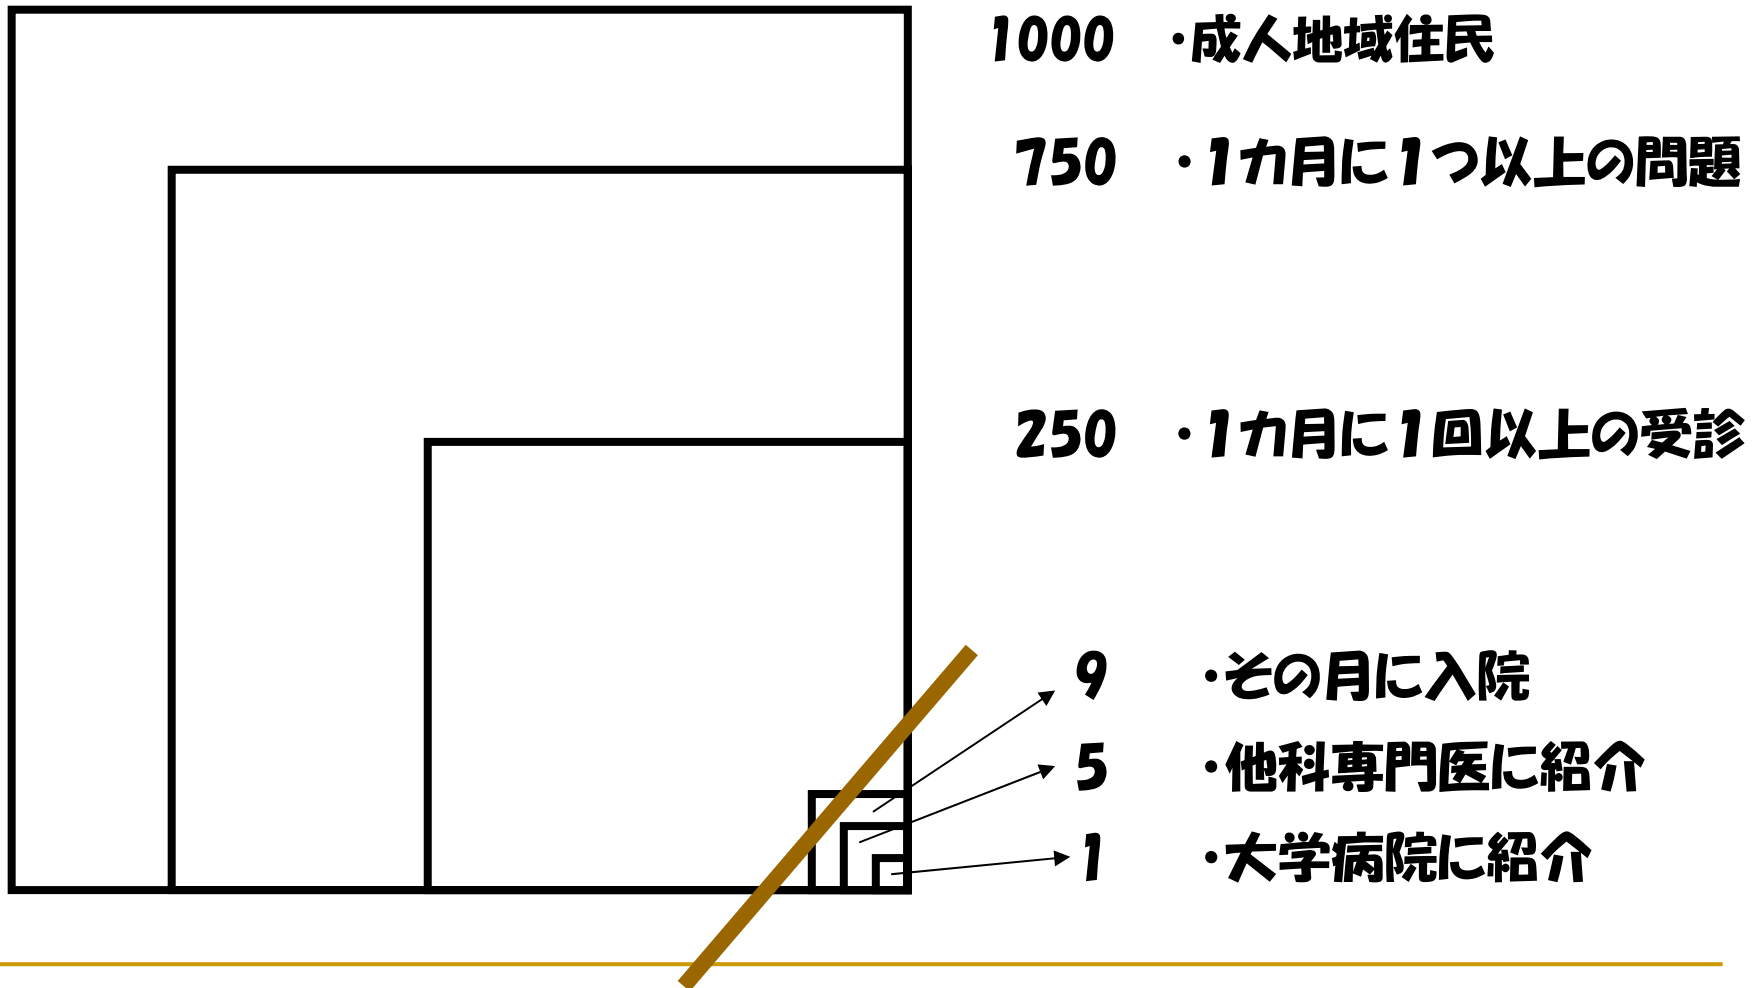 1000 ・成人地域住民
750 ・1カ月に1つ以上の問題
250 ・1カ月に1回以上の受診
9 ・その月に入院
5 ・他科専門医に紹介
1 ・大学病院に紹介